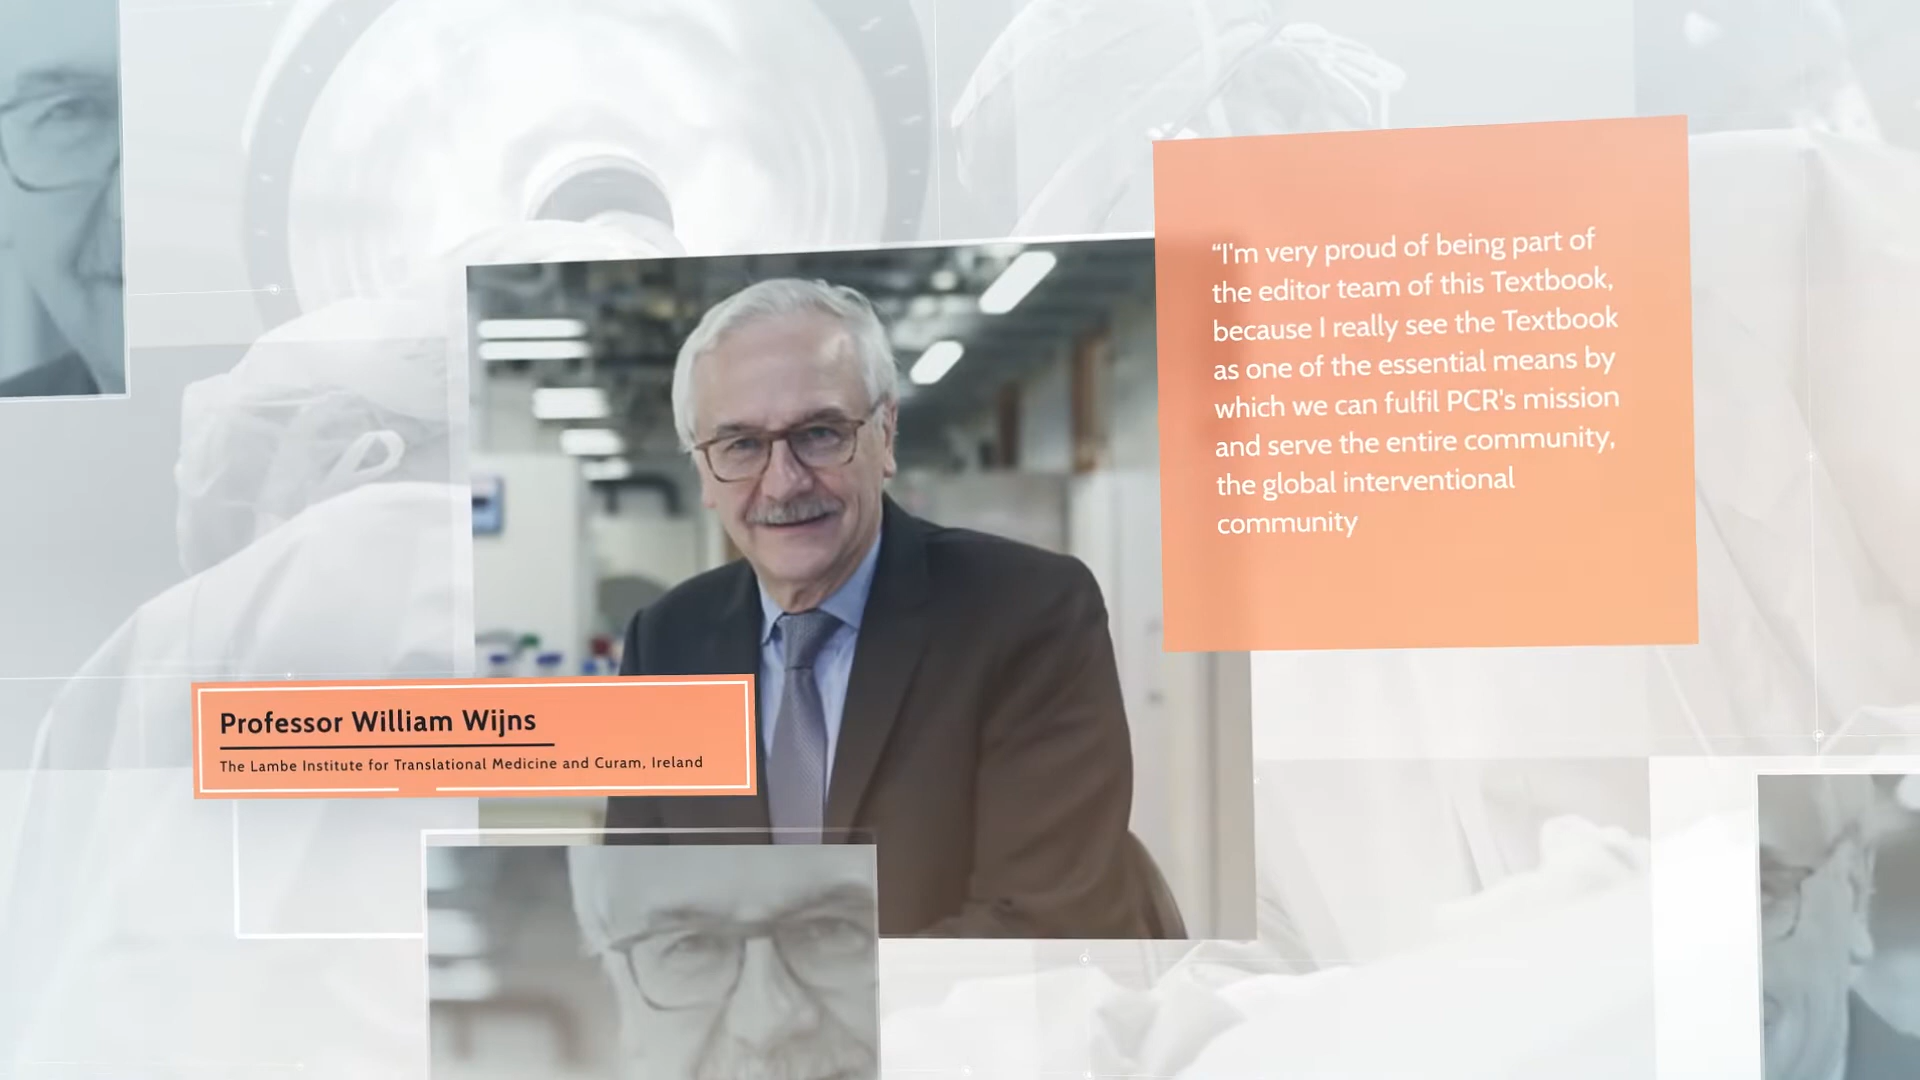 “I'm very proud of being part of
the editor team of this Textbook,
because I really see the Textbook
as one of the essential means by
which we can fulfil PCR's mission
and serve the entire community,
the global interventional
community
Professor William Wijns
The Lambe Institute for Translational Medicine and Curam, Ireland